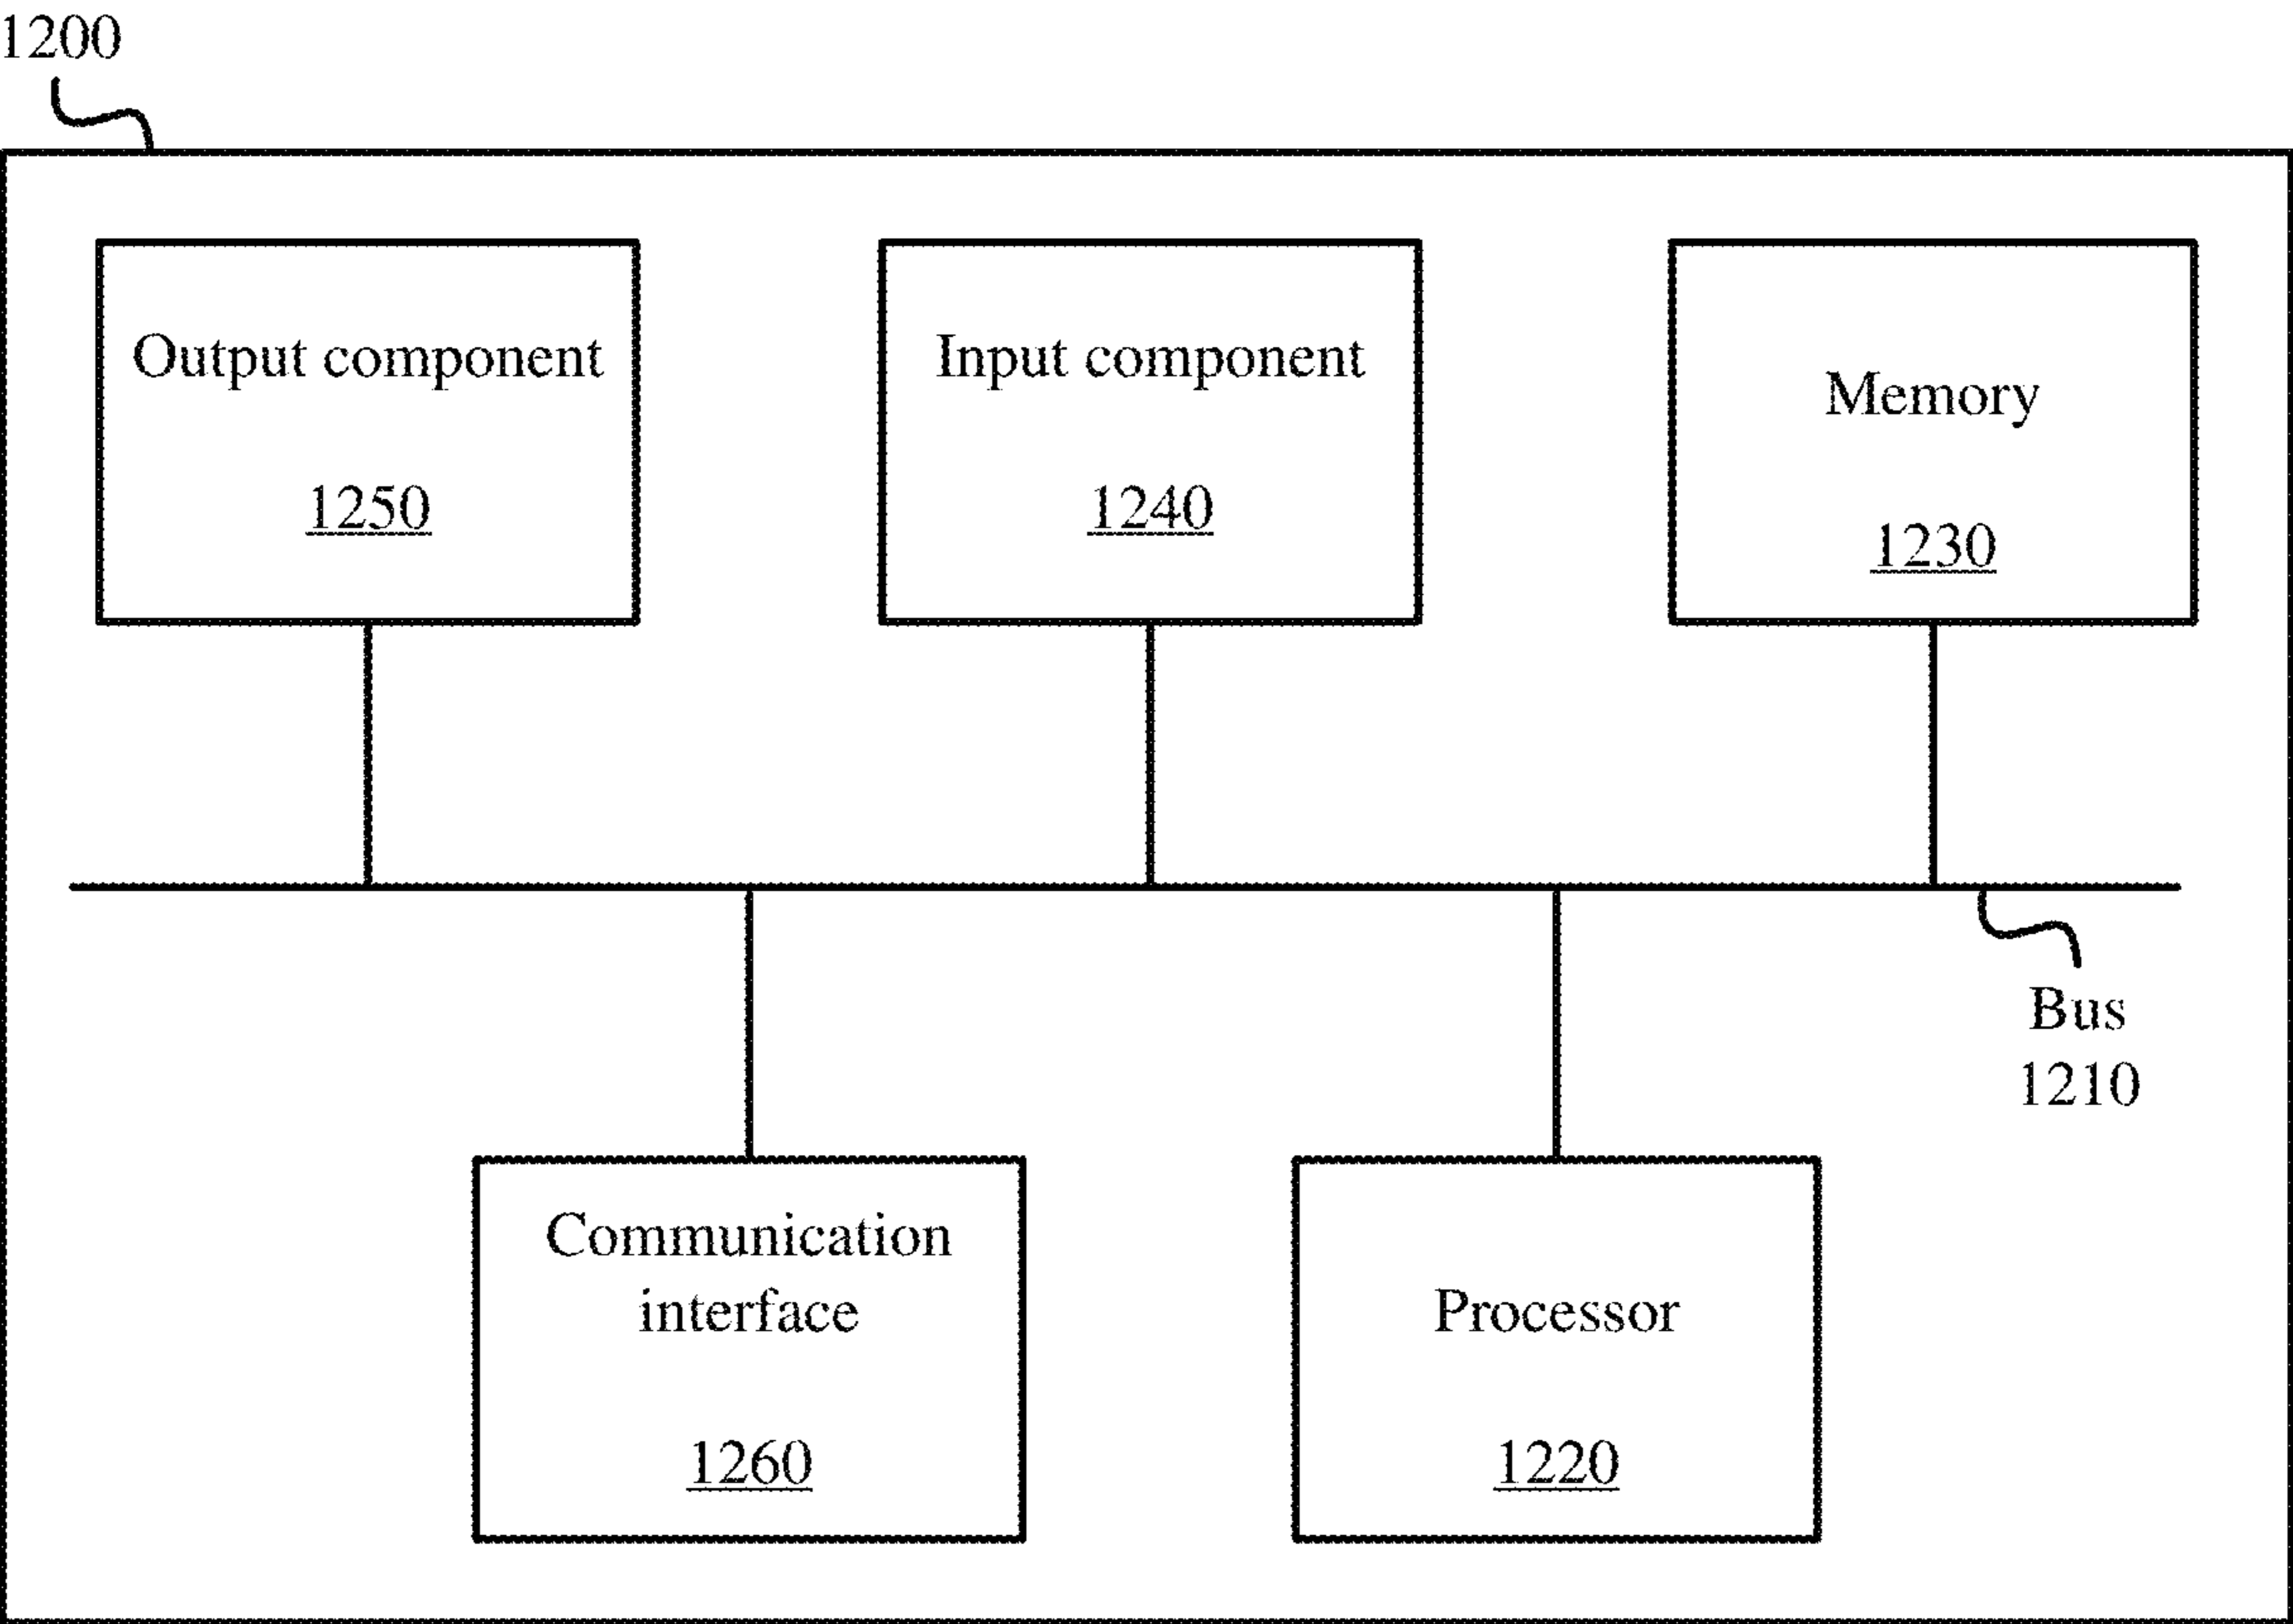 1200
Output component
1250
Input component
1240
Memory
1230
Bus
1210
Communication
interface
1260
Processor
1220